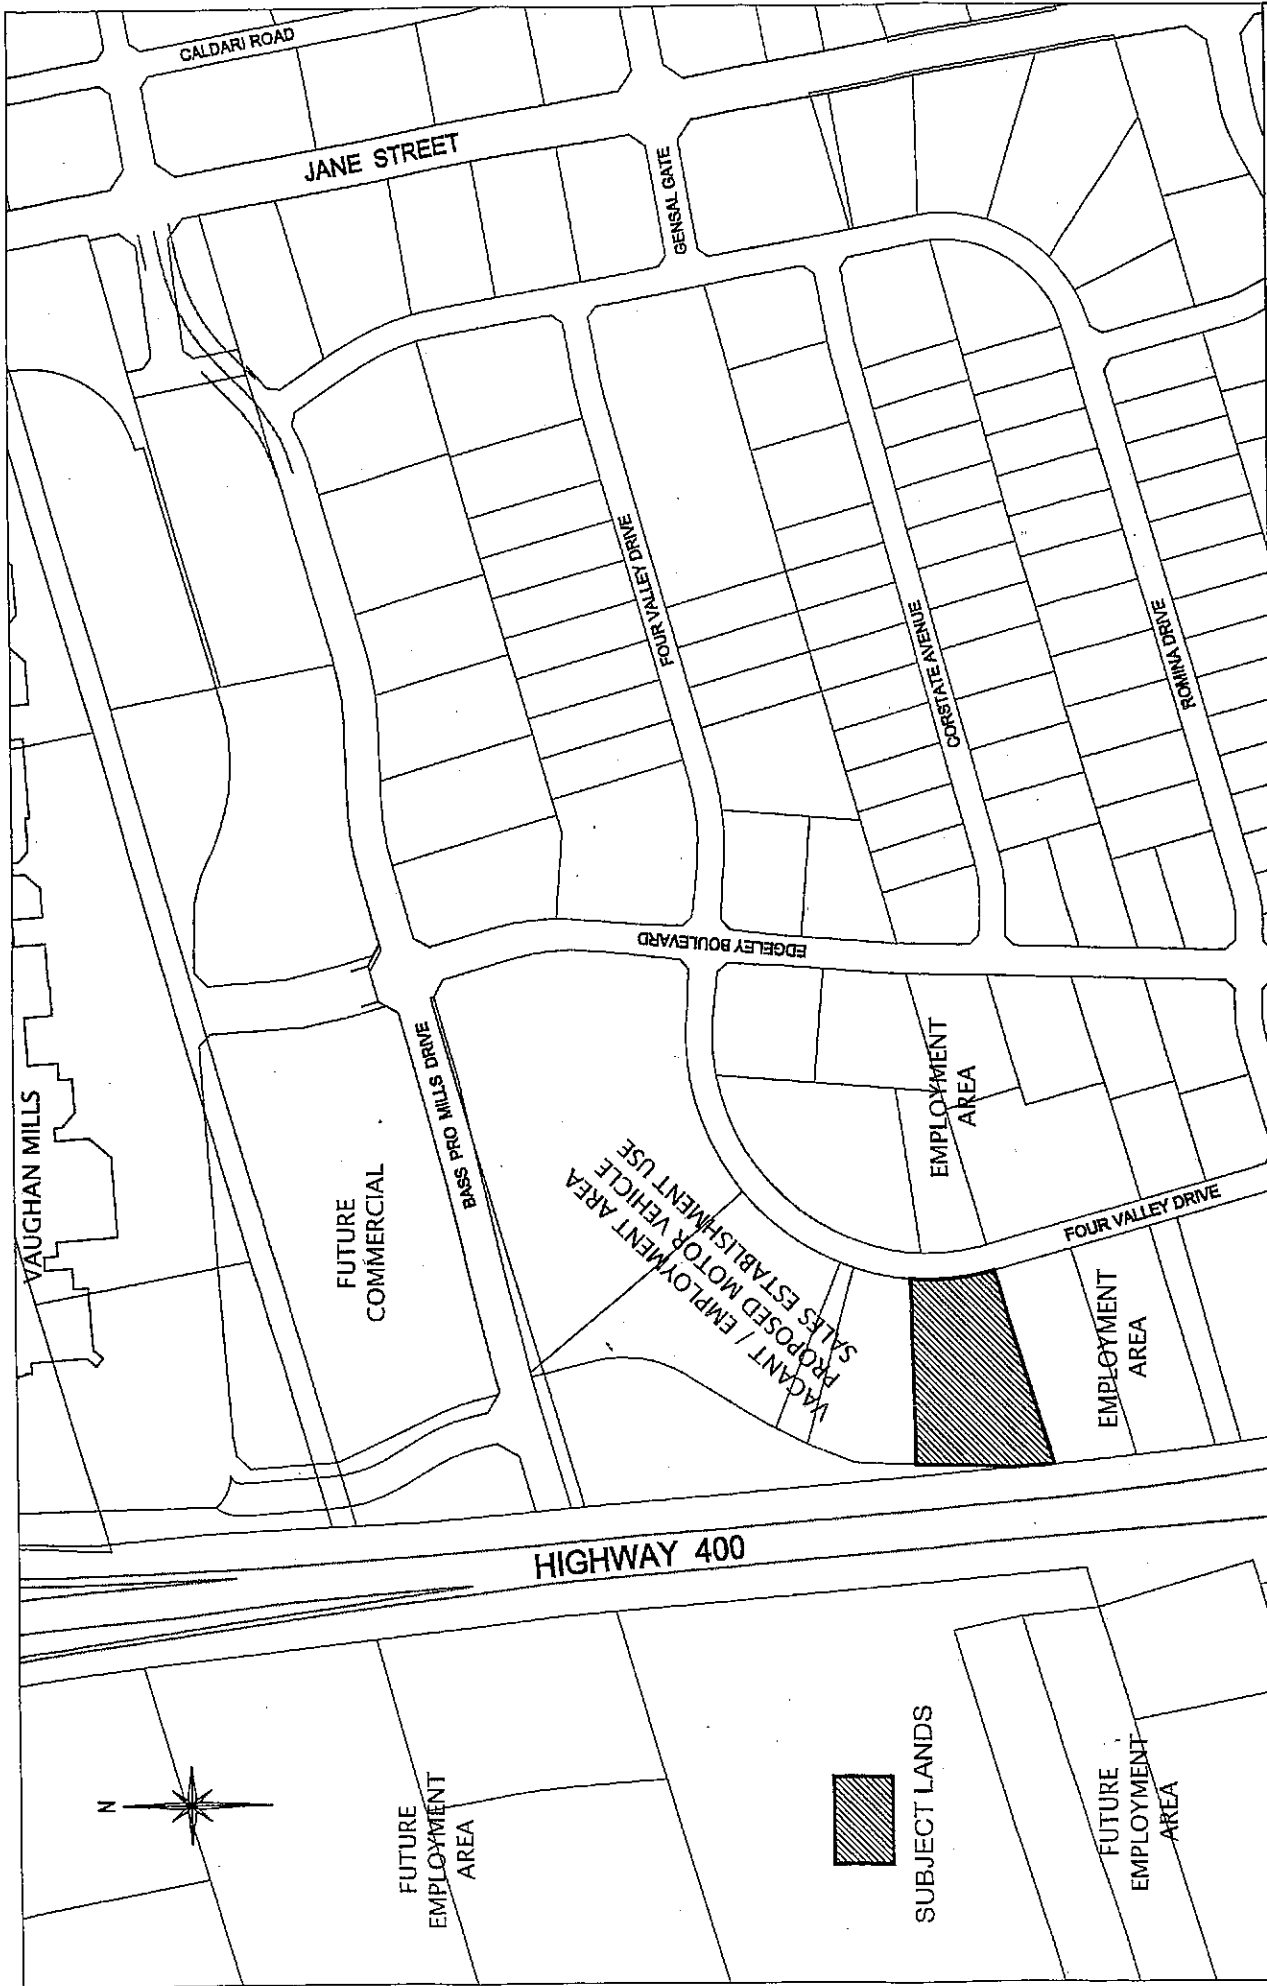 N
VAUGHAN MILLS
CALDARI ROAD
JANE STREET
GENSAL GATE
FUTURE
COMMERCIAL
BASS PRO MILLS DRIVE
FOUR VALLEY DRIVE
EDGELEY BOULEVARD
CORSTATE AVENUE
ROMINA DRIVE
VACANT / EMPLOYMENT AREA
PROPOSED MOTOR VEHICLE
SALES ESTABLISHMENT USE
EMPLOYMENT
AREA
FOUR VALLEY DRIVE
EMPLOYMENT
AREA
HIGHWAY 400
FUTURE
EMPLOYMENT
AREA
SUBJECT LANDS
FUTURE
EMPLOYMENT
AREA